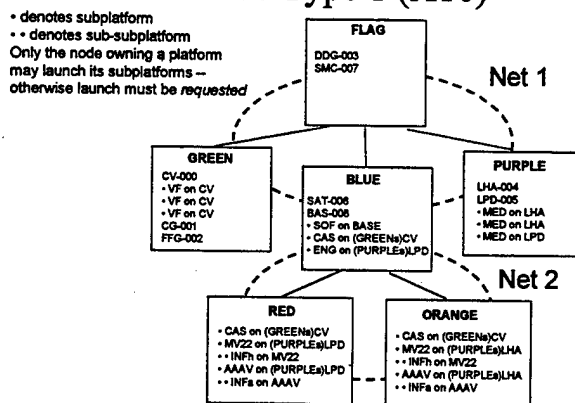 • denotes subplatform
• • denotes sub-subplatform
Only the node owning a platform
may launch its subplatforms –
otherwise launch must be requested
FLAG
DDG-003
SMC-007
Net 1
GREEN
CV-000
• VF on CV
• VF on CV
• VF on CV
CG-001
FFG-002
BLUE
SAT-006
BAS-008
• SOF on BASE
• CAS on (GREENs)CV
• ENG on (PURPLEs)LPD
PURPLE
LHA-004
LPD-005
• MED on LHA
• MED on LHA
• MED on LPD
Net 2
RED
• CAS on (GREENs)CV
• MV22 on (PURPLEs)LPD
• • INFh on MV22
• AAAV on (PURPLEs)LPD
• • INFa on AAAV
ORANGE
• CAS on (GREENs)CV
• MV22 on (PURPLEs)LHA
• • INFh on MV22
• AAAV on (PURPLEs)LHA
• • INFa on AAAV